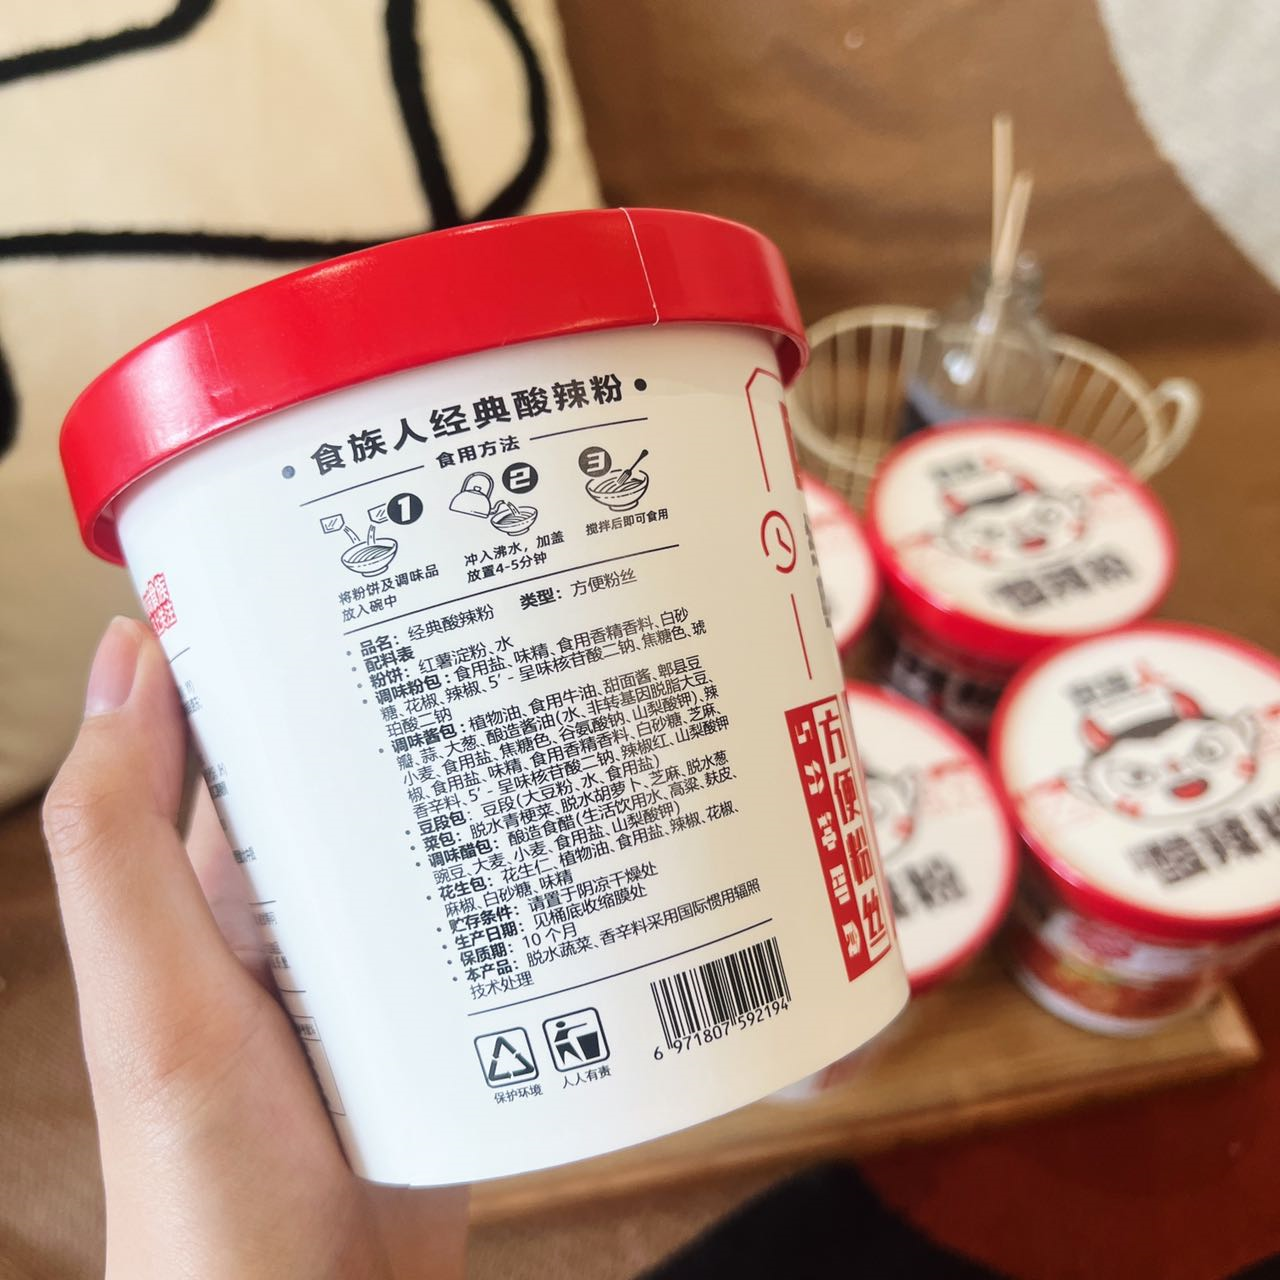 食族人经典酸辣粉
食用方法
1
2
3
将粉饼及调味品
放入碗中
冲入沸水，加盖
放置4-5分钟
搅拌后即可食用
品名：经典酸辣粉 类型：方便粉丝
配料表
粉饼：红薯淀粉、水
调味粉包：食用盐、味精、食用香精香料、白砂
糖、花椒、辣椒、5'-呈味核苷酸二钠、焦糖色、琥
珀酸二钠
调味酱包：植物油、食用牛油、甜面酱、郫县豆
瓣、蒜、大葱、酿造酱油(水、非转基因脱脂大豆、
小麦、食用盐、焦糖色、谷氨酸钠、山梨酸钾)、辣
椒、食用盐、味精、食用香精香料、白砂糖、芝麻、
香辛料、5'-呈味核苷酸二钠、辣椒红、山梨酸钾
豆段包：豆段(大豆粉、水、食用盐)
菜包：脱水青梗菜、脱水胡萝卜、芝麻、脱水葱
调味醋包：酿造食醋(生活饮用水、高粱、麸皮、
豌豆、大麦、小麦、食用盐、山梨酸钾)
花生包：花生仁、植物油、食用盐、辣椒、花椒、
麻椒、白砂糖、味精
贮存条件：请置于阴凉干燥处
生产日期：见桶底收缩膜处
保质期：10个月
本产品：脱水蔬菜、香辛料采用国际惯用辐照
技术处理
保护环境
人人有责
6 971807 592194
方便粉丝
5分钟即食
酸辣粉
酸辣粉